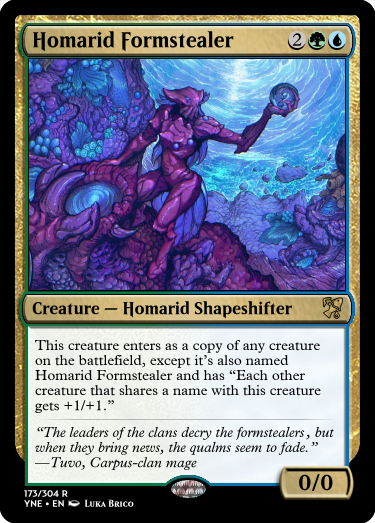 Homarid Formstealer 2
Creature — Homarid Shapeshifter
This creature enters as a copy of any creature
on the battlefield, except it's also named
Homarid Formstealer and has “Each other
creature that shares a name with this creature
gets +1/+1.”
“The leaders of the clans decry the formstealers, but
when they bring news, the qualms seem to fade.”
—Tuvo, Carpus-clan mage
0/0
173/304 R
YNE • EN Luka Brico